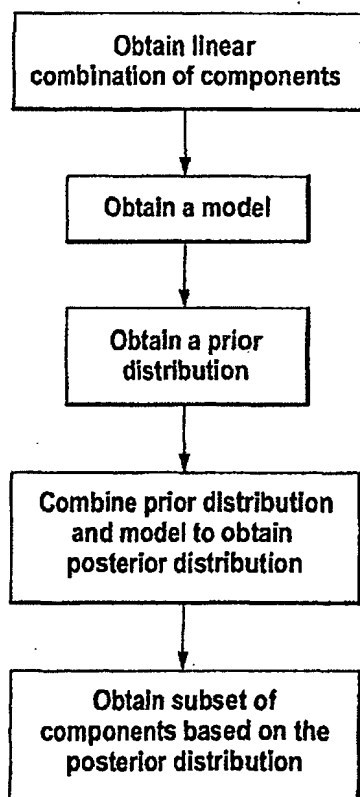 Obtain linear
combination of components
Obtain a model
Obtain a prior
distribution
Combine prior distribution
and model to obtain
posterior distribution
Obtain subset of
components based on the
posterior distribution